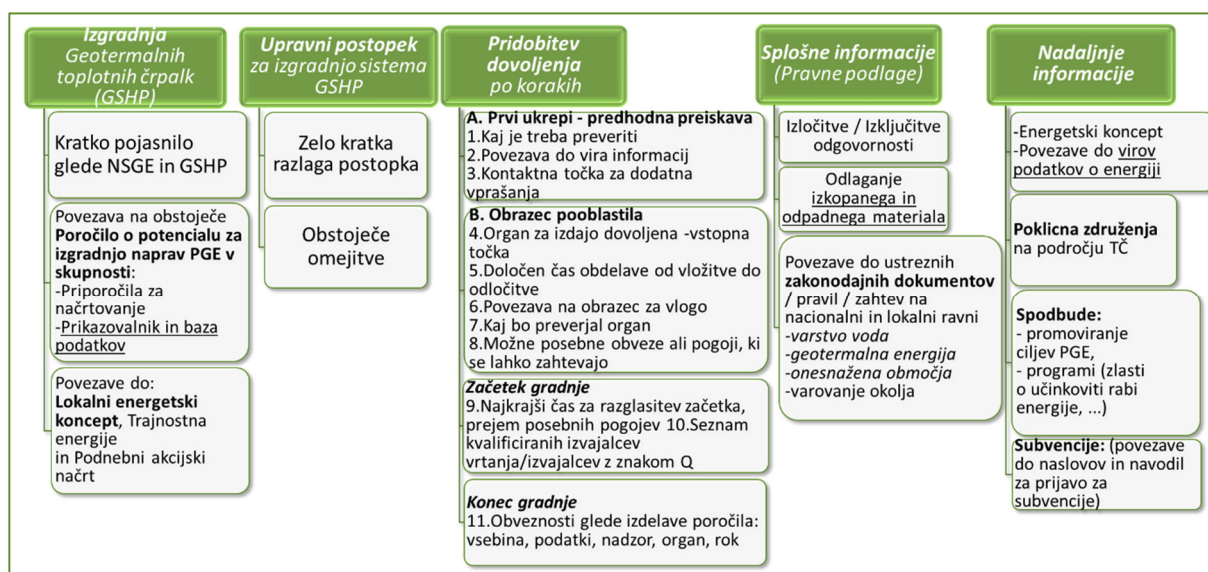 Izgradnja
Geotermalnih
toplotnih črpalk
(GSHP)
Kratko pojasnilo
glede NSGE in GSHP
Povezava na obstoječe
Poročilo o potencialu za
izgradnjo naprav PGE v
skupnosti:
-Priporočila za
načrtovanje
-Prikazovalnik in baza
podatkov
Povezave do:
Lokalni energetski
koncept, Trajnostna
energije
in Podnebni akcijski
načrt
Upravni postopek
za izgradnjo sistema
GSHP
Zelo kratka
razlaga postopka
Obstoječe
omejitve
Pridobitev
dovoljenja
po korakih
A. Prvi ukrepi - predhodna preiskava
1.Kaj je treba preveriti
2.Povezava do vira informacij
3.Kontaktna točka za dodatna
vprašanja
B. Obrazec pooblastila
4.Organ za izdajo dovoljena -vstopna
točka
5.Določen čas obdelave od vložitve do
odločitve
6.Povezava na obrazec za vlogo
7.Kaj bo preverjal organ
8.Možne posebne obveze ali pogoji, ki
se lahko zahtevajo
Začetek gradnje
9.Najkrajši čas za razglasitev začetka,
prejem posebnih pogojev 10.Seznam
kvalificiranih izvajalcev
vrtanja/izvajalcev z znakom Q
Konec gradnje
11.Obveznosti glede izdelave poročila:
vsebina, podatki, nadzor, organ, rok
Splošne informacije
(Pravne podlage)
Izločitve / Izključitve
odgovornosti
Odlaganje
izkopanega in
odpadnega materiala
Povezave do ustreznih
zakonodajnih dokumentov
/ pravil / zahtev na
nacionalni in lokalni ravni
-varstvo voda
-geotermalna energija
-onesnažena območja
-varovanje okolja
Nadaljnje
informacije
-Energetski koncept
-Povezave do virov
podatkov o energiji
Poklicna združenja
na področju TČ
Spodbude:
- promoviranje
ciljev PGE,
- programi (zlasti
o učinkoviti rabi
energije, ...)
Subvencije: (povezave
do naslovov in navodil
za prijavo za
subvencije)